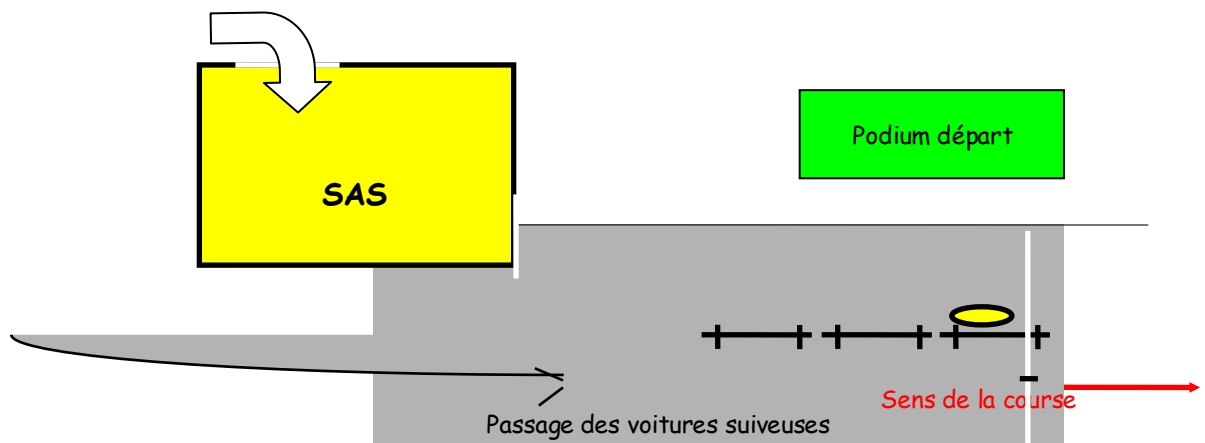 Podium départ
SAS
Sens de la course
Passage des voitures suiveuses